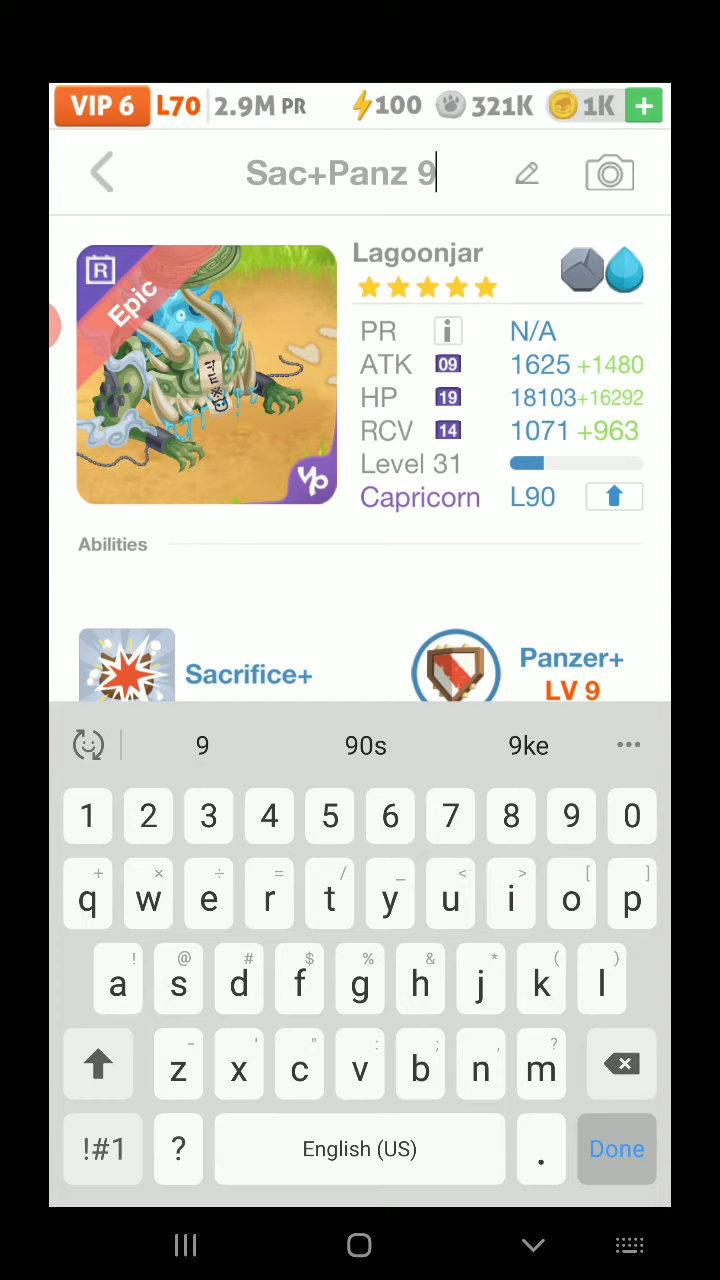 VIP 6 L70 2.9M PR 100 321K 1K +
Sac+Panz 9
R
Epic
Lagoonjar
PR i N/A
ATK 09 1625 +1480
HP 19 18103+16292
RCV 14 1071 +963
Level 31
Capricorn L90
Abilities
Sacrifice+
Panzer+
LV 9
9 90s 9ke
1 2 3 4 5 6 7 8 9 0
+ × ÷ = / _ < > [ ]
q w e r t y u i o p
! @ # $ % & * ( )
a s d f g h j k l
- ' " : ; , ?
z x c v b n m
!#1 ? English (US) . Done